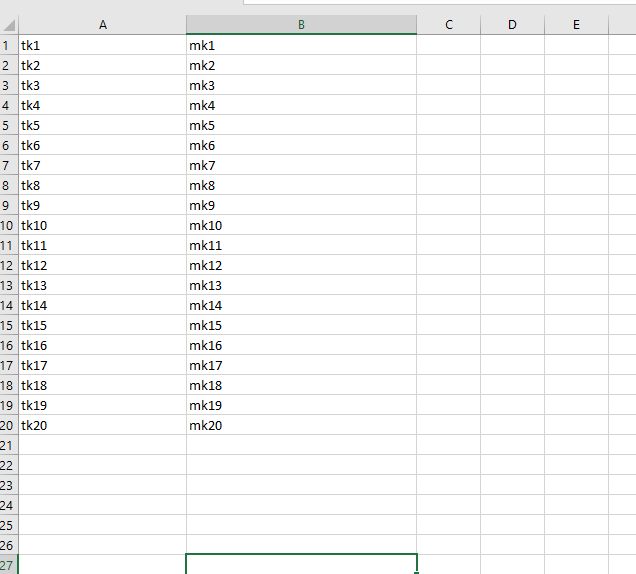 A B C D E
1 tk1 mk1
2 tk2 mk2
3 tk3 mk3
4 tk4 mk4
5 tk5 mk5
6 tk6 mk6
7 tk7 mk7
8 tk8 mk8
9 tk9 mk9
10 tk10 mk10
11 tk11 mk11
12 tk12 mk12
13 tk13 mk13
14 tk14 mk14
15 tk15 mk15
16 tk16 mk16
17 tk17 mk17
18 tk18 mk18
19 tk19 mk19
20 tk20 mk20
21
22
23
24
25
26
27